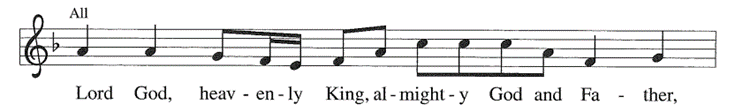 All
Lord God, heav - en - ly King, al - might - y God and Fa - ther,